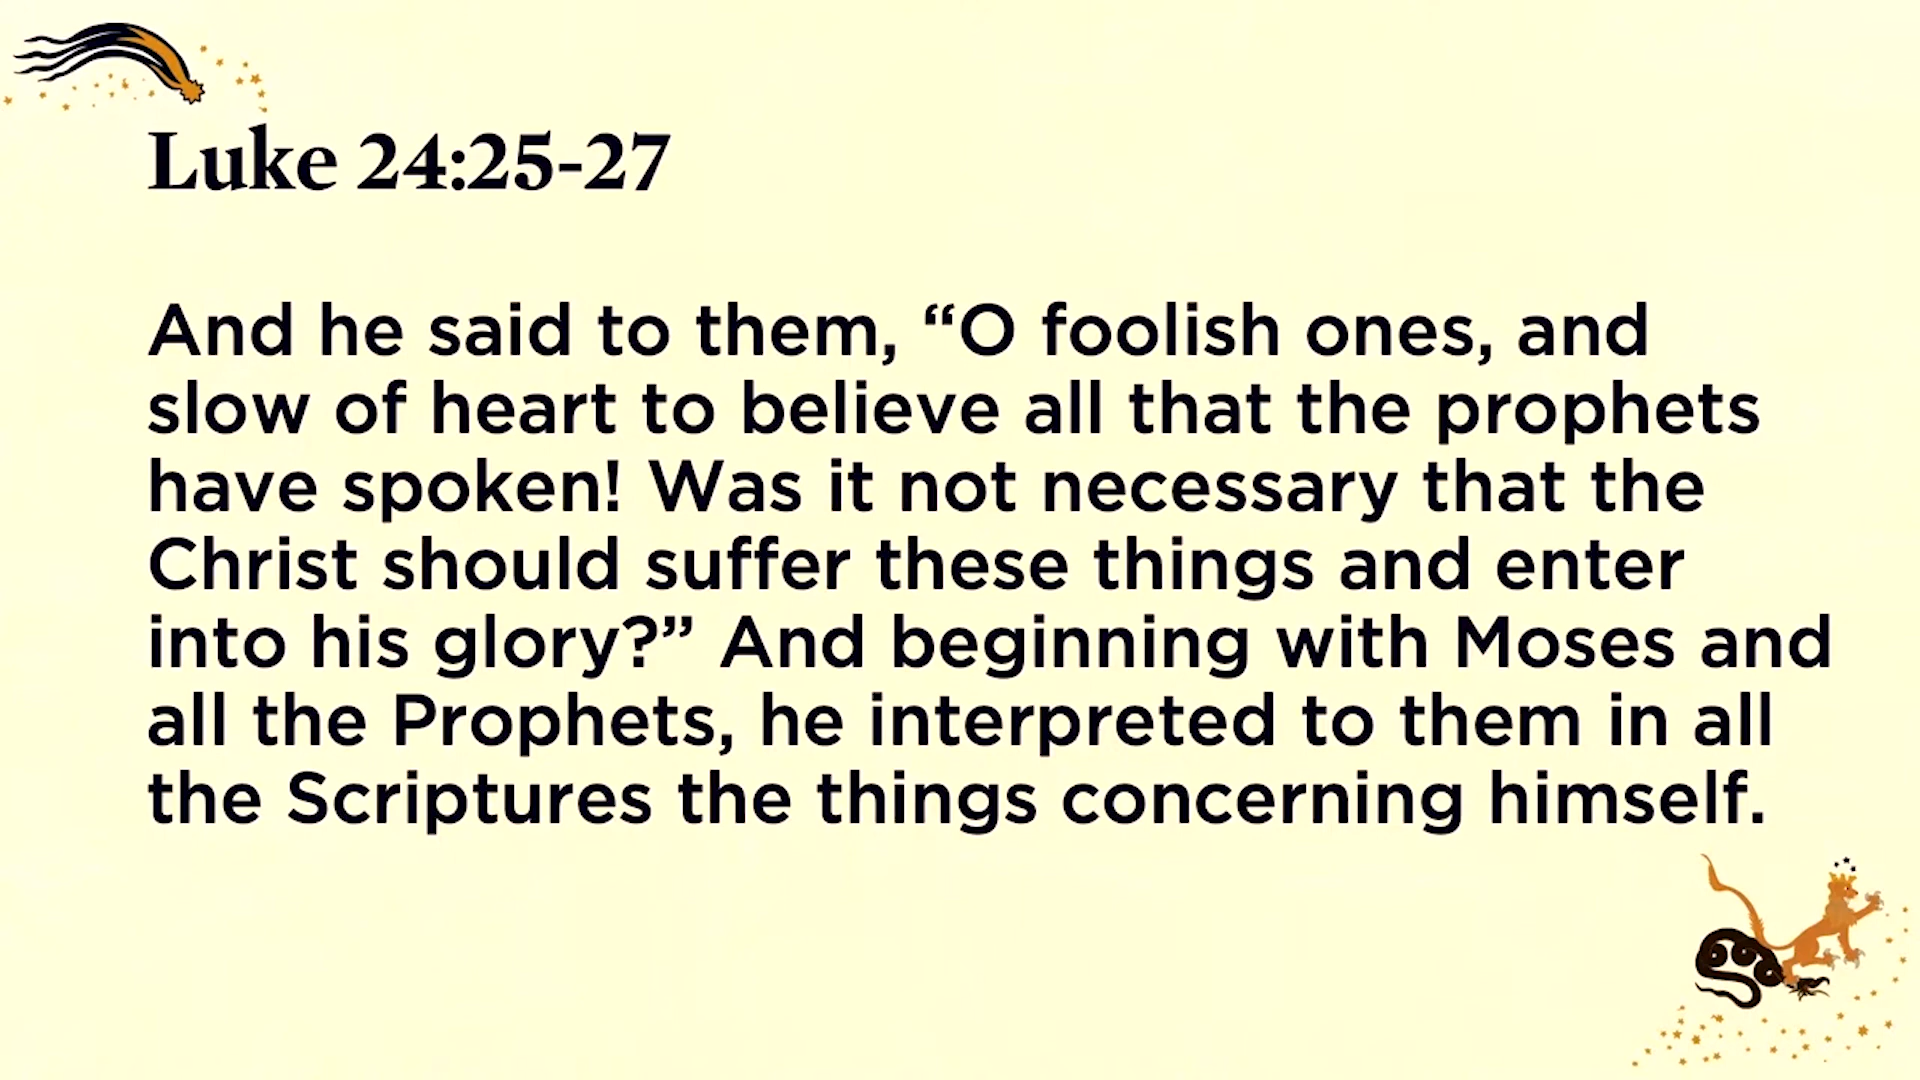 Luke 24:25-27
And he said to them, “O foolish ones, and
slow of heart to believe all that the prophets
have spoken! Was it not necessary that the
Christ should suffer these things and enter
into his glory?” And beginning with Moses and
all the Prophets, he interpreted to them in all
the Scriptures the things concerning himself.